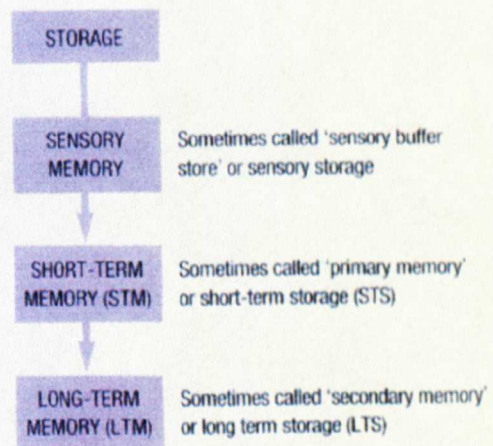 STORAGE
SENSORY
MEMORY
Sometimes called 'sensory buffer
store' or sensory storage
SHORT-TERM
MEMORY (STM)
Sometimes called 'primary memory'
or short-term storage (STS)
LONG-TERM
MEMORY (LTM)
Sometimes called 'secondary memory'
or long term storage (LTS)